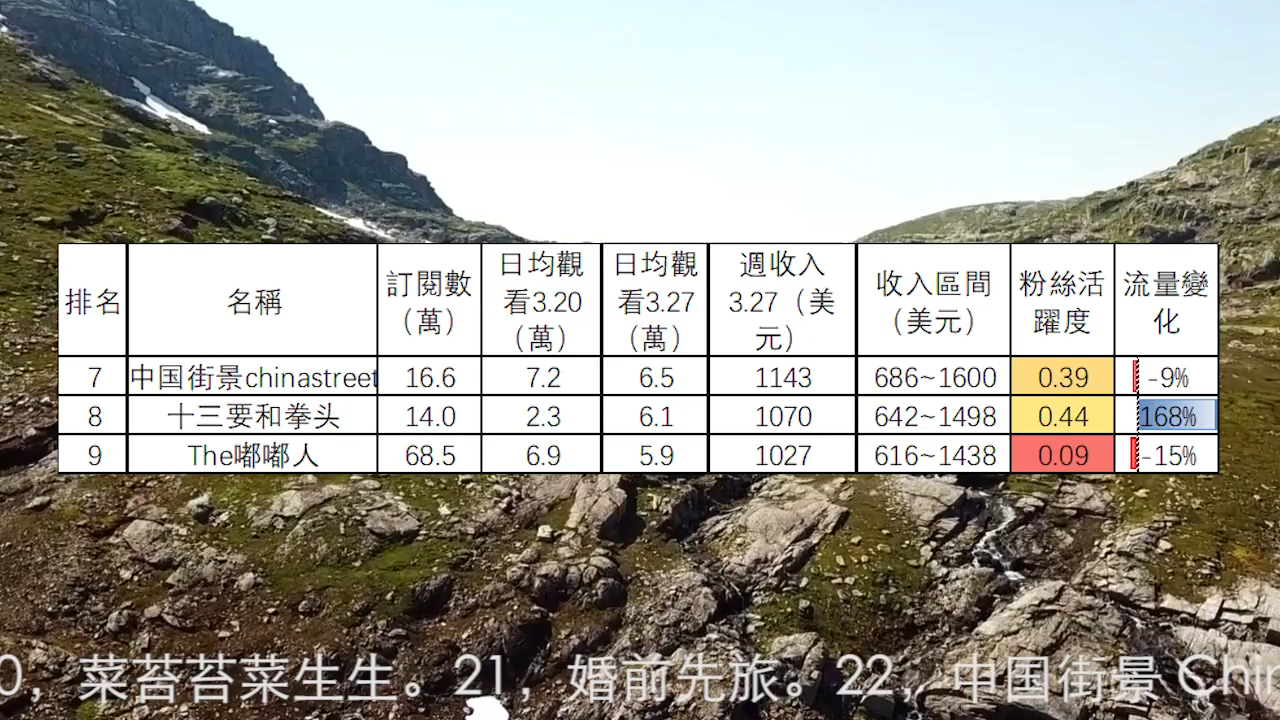 排名 名稱 訂閱數（萬） 日均觀看3.20（萬） 日均觀看3.27（萬） 週收入3.27（美元） 收入區間（美元） 粉絲活躍度 流量變化
7 中国街景chinastreet 16.6 7.2 6.5 1143 686~1600 0.39 -9%
8 十三要和拳头 14.0 2.3 6.1 1070 642~1498 0.44 168%
9 The嘟嘟人 68.5 6.9 5.9 1027 616~1438 0.09 -15%
0，菜苔苔菜生生。21，婚前先旅。22，中国街景 Chin